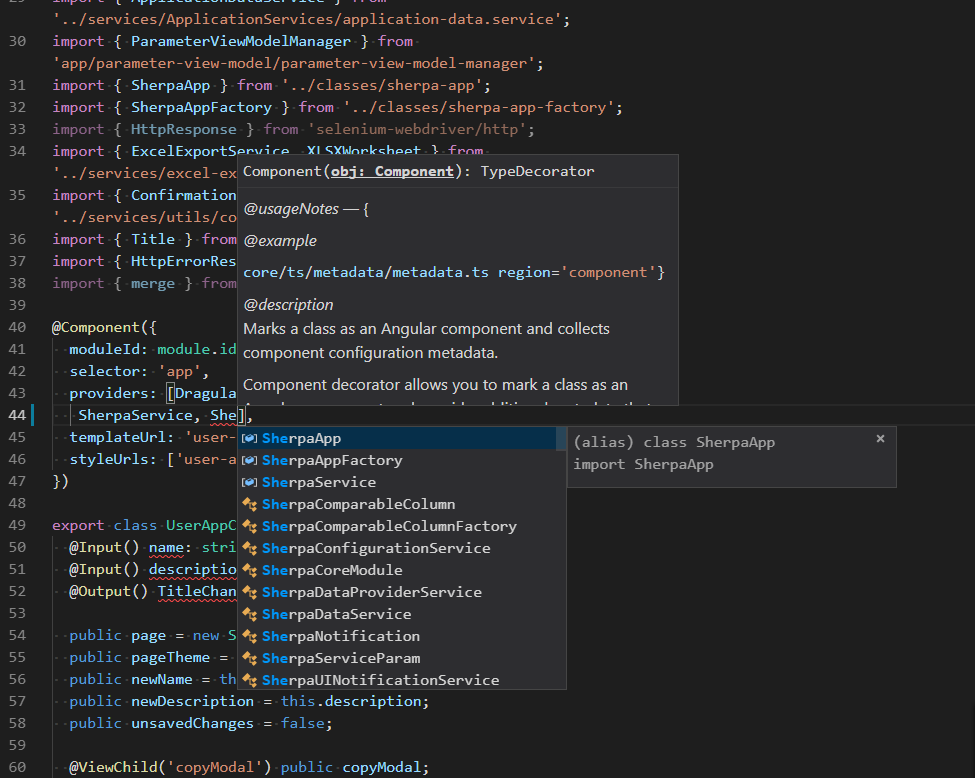 29 import { ApplicationDataService } from
'../services/ApplicationServices/application-data.service';
30 import { ParameterViewModelManager } from
'app/parameter-view-model/parameter-view-model-manager';
31 import { SherpaApp } from '../classes/sherpa-app';
32 import { SherpaAppFactory } from '../classes/sherpa-app-factory';
33 import { HttpResponse } from 'selenium-webdriver/http';
34 import { ExcelExportService, XLSXWorksheet } from
'../services/excel-ex
35 import { Confirmation
'../services/utils/co
36 import { Title } from
37 import { HttpErrorRes
38 import { merge } from
39
40 @Component({
41 moduleId: module.id
42 selector: 'app',
43 providers: [Dragula
44 SherpaService, She],
45 templateUrl: 'user-
46 styleUrls: ['user-a
47 })
48
49 export class UserAppC
50 @Input() name: stri
51 @Input() descriptio
52 @Output() TitleChan
53
54 public page = new S
55 public pageTheme =
56 public newName = th
57 public newDescription = this.description;
58 public unsavedChanges = false;
59
60 @ViewChild('copyModal') public copyModal;
Component(obj: Component): TypeDecorator
@usageNotes — {
@example
core/ts/metadata/metadata.ts region='component'}
@description
Marks a class as an Angular component and collects
component configuration metadata.
Component decorator allows you to mark a class as an
SherpaApp
SherpaAppFactory
SherpaService
SherpaComparableColumn
SherpaComparableColumnFactory
SherpaConfigurationService
SherpaCoreModule
SherpaDataProviderService
SherpaDataService
SherpaNotification
SherpaServiceParam
SherpaUINotificationService
(alias) class SherpaApp ×
import SherpaApp